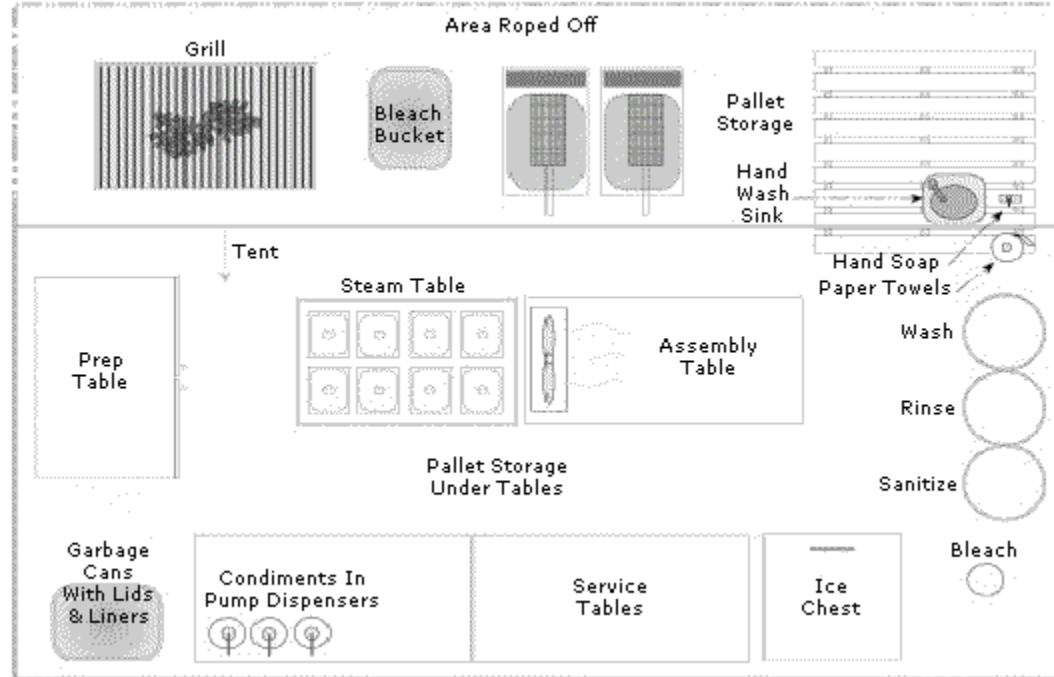 Area Roped Off
Grill
Bleach
Bucket
Pallet
Storage
Hand
Wash
Sink
Tent
Hand Soap
Paper Towels
Steam Table
Wash
Prep
Table
Assembly
Table
Rinse
Pallet Storage
Under Tables
Sanitize
Garbage
Cans
With Lids
& Liners
Condiments In
Pump Dispensers
Service
Tables
Ice
Chest
Bleach